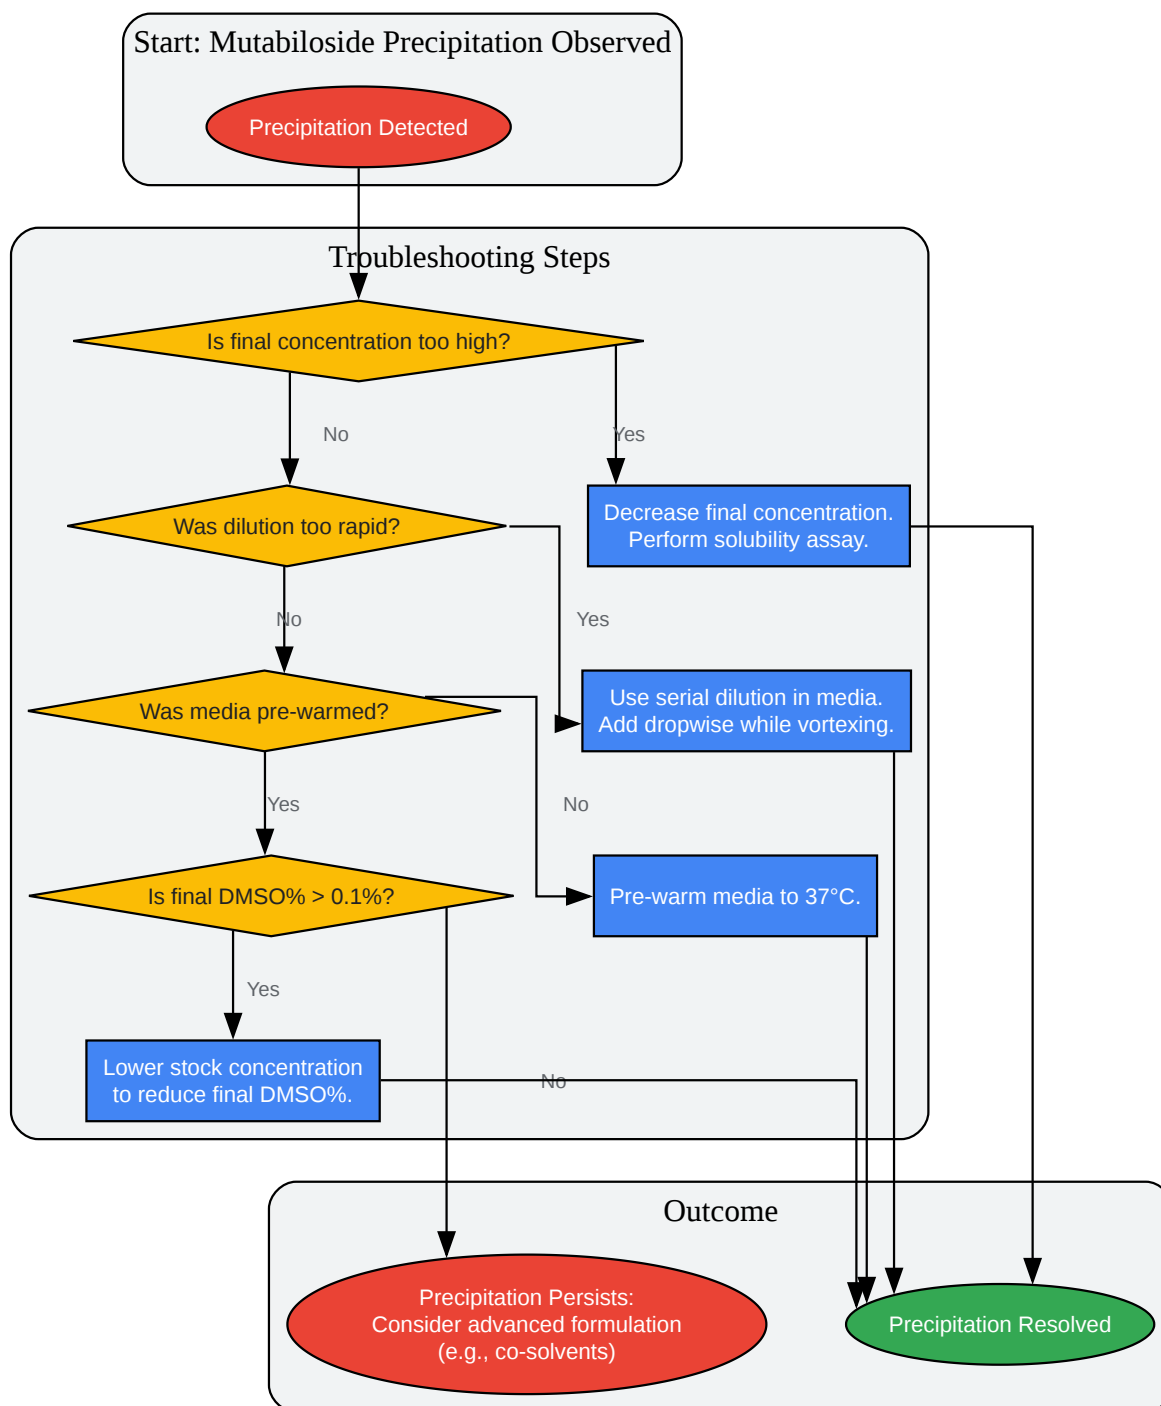 Start: Mutabiloside Precipitation Observed
Precipitation Detected
Troubleshooting Steps
Is final concentration too high?
No
Yes
Was dilution too rapid?
Decrease final concentration.
Perform solubility assay.
No
Yes
Was media pre-warmed?
Use serial dilution in media.
Add dropwise while vortexing.
Yes
No
Is final DMSO% > 0.1%?
Pre-warm media to 37°C.
Yes
Lower stock concentration
to reduce final DMSO%.
No
Outcome
Precipitation Persists:
Consider advanced formulation
(e.g., co-solvents)
Precipitation Resolved